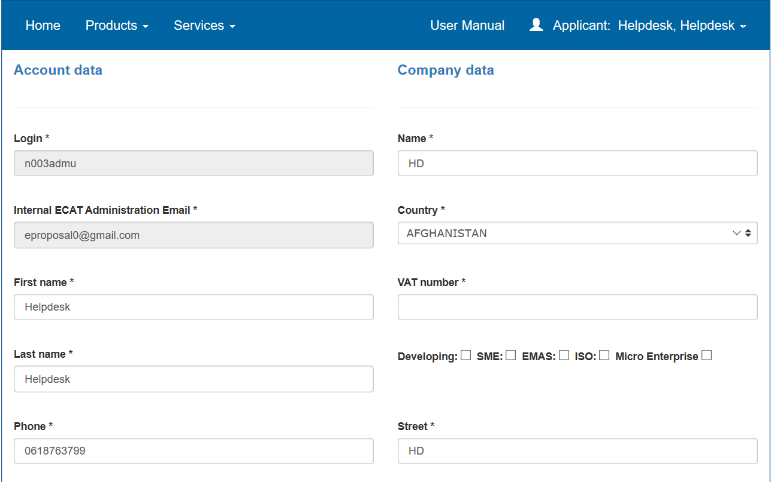 Home Products Services User Manual Applicant: Helpdesk, Helpdesk
Account data
Login *
n003admu
Internal ECAT Administration Email *
eproposal0@gmail.com
First name *
Helpdesk
Last name *
Helpdesk
Phone *
0618763799
Company data
Name *
HD
Country *
AFGHANISTAN
VAT number *
Developing: SME: EMAS: ISO: Micro Enterprise
Street *
HD